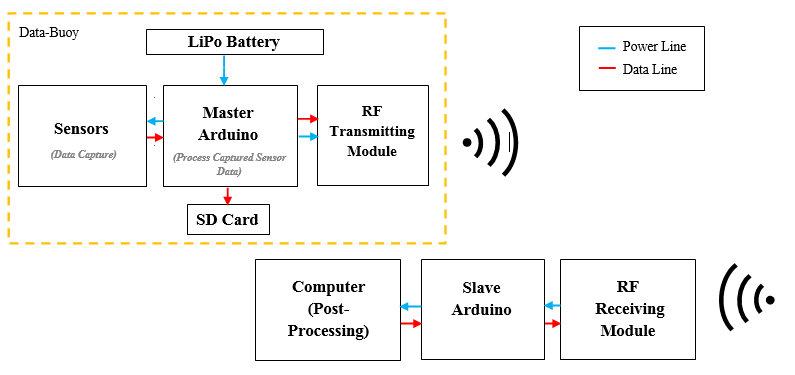 Data-Buoy
LiPo Battery
Power Line
Data Line
Sensors
(Data Capture)
Master
Arduino
(Process Captured Sensor
Data)
RF
Transmitting
Module
SD Card
Computer
(Post-
Processing)
Slave
Arduino
RF
Receiving
Module